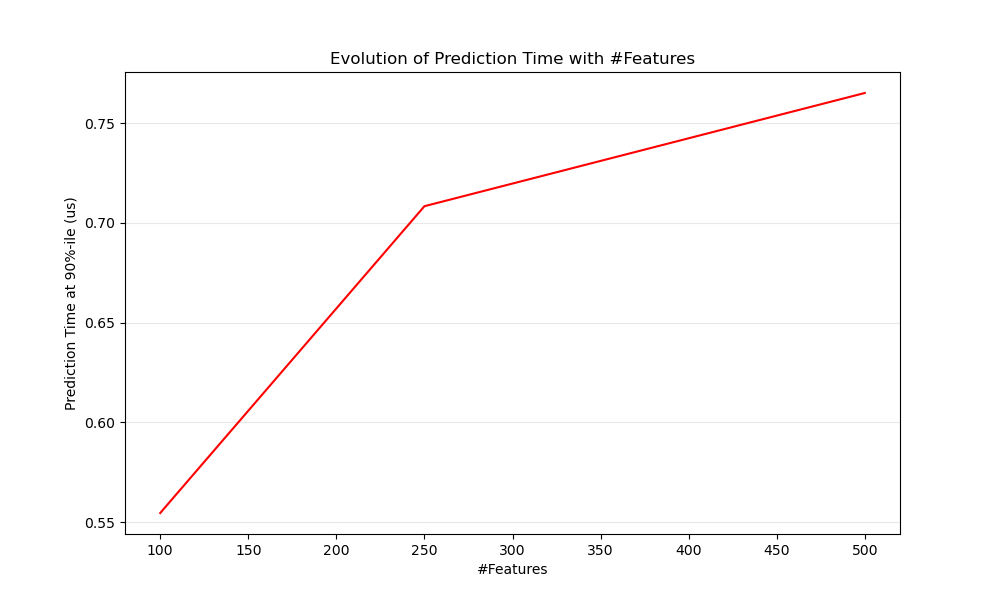 Evolution of Prediction Time with #Features
Prediction Time at 90%-ile (us)
0.75
0.70
0.65
0.60
0.55
100 150 200 250 300 350 400 450 500
#Features